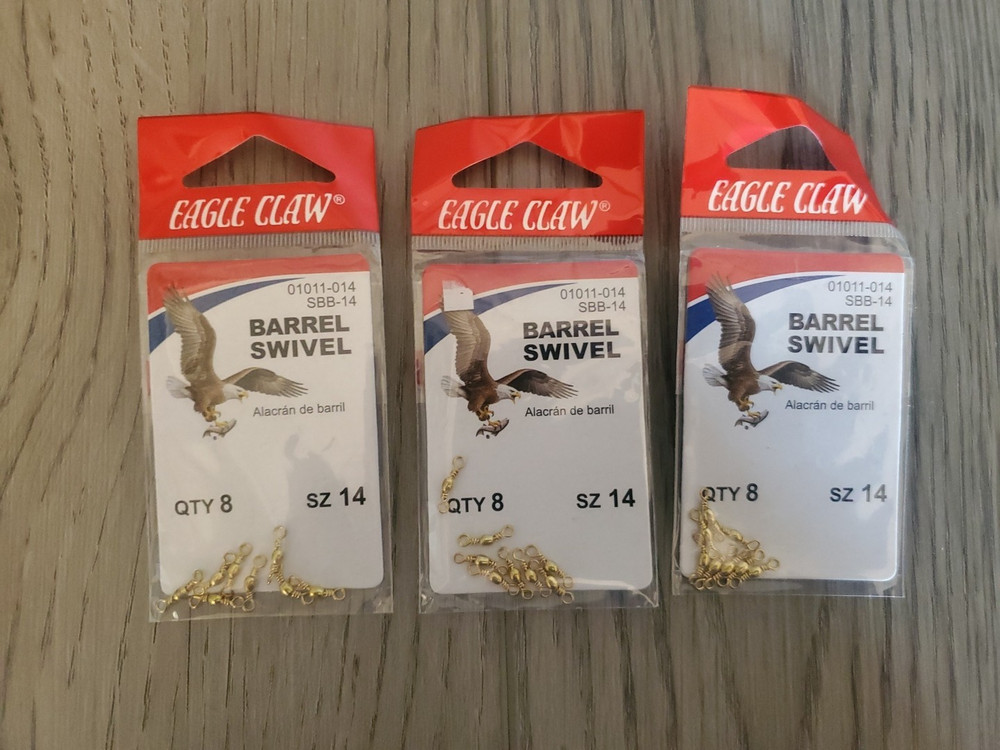 EAGLE CLAW®
01011-014
SBB-14
BARREL
SWIVEL
Alacrán de barril
QTY 8 SZ 14
EAGLE CLAW®
01011-014
SBB-14
BARREL
SWIVEL
Alacrán de barril
QTY 8 SZ 14
EAGLE CLAW
01011-014
SBB-14
BARREL
SWIVEL
Alacrán de barril
QTY 8 SZ 14